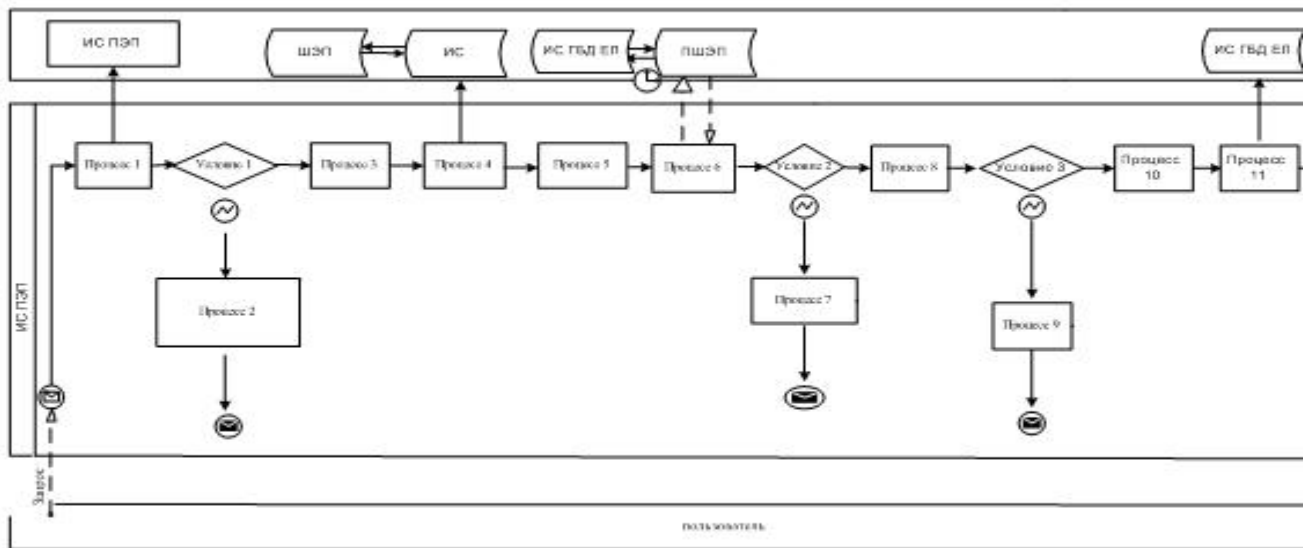 ИС ПЭП
ШЭП
ИС
ИС ГБД ЕЛ
ПШЭП
ИС ГБД ЕЛ
Процесс 1
Условие 1
Процесс 3
Процесс 4
Процесс 5
Процесс 6
Условие 2
Процесс 8
Условие 3
Процесс
10
Процесс
11
Процесс 2
Процесс 7
Процесс 9
ИС ПЭП
Запрос
пользователь